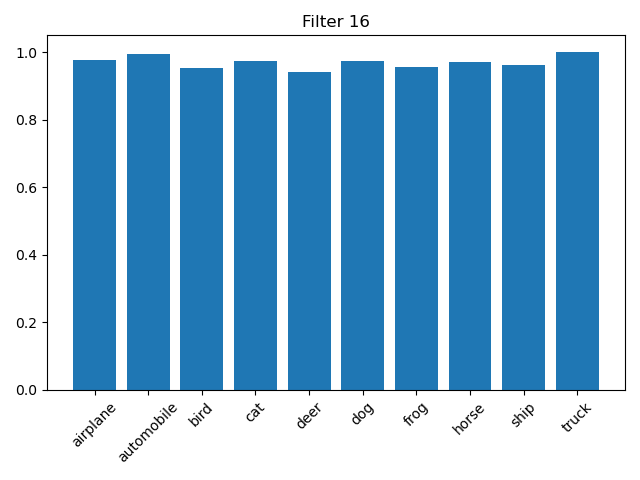 Filter 16
1.0
0.8
0.6
0.4
0.2
0.0
airplane
automobile
bird
cat
deer
dog
frog
horse
ship
truck